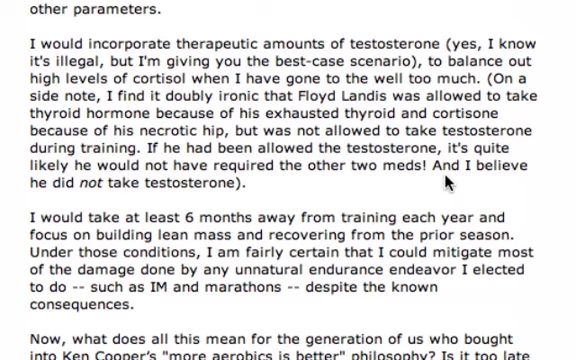 other parameters.
I would incorporate therapeutic amounts of testosterone (yes, I know
it's illegal, but I'm giving you the best-case scenario), to balance out
high levels of cortisol when I have gone to the well too much. (On a
side note, I find it doubly ironic that Floyd Landis was allowed to take
thyroid hormone because of his exhausted thyroid and cortisone
because of his necrotic hip, but was not allowed to take testosterone
during training. If he had been allowed the testosterone, it's quite
likely he would not have required the other two meds! And I believe
he did not take testosterone).
I would take at least 6 months away from training each year and
focus on building lean mass and recovering from the prior season.
Under those conditions, I am fairly certain that I could mitigate most
of the damage done by any unnatural endurance endeavor I elected
to do -- such as IM and marathons -- despite the known
consequences.
Now, what does all this mean for the generation of us who bought
into Ken Cooper's "more aerobics is better" philosophy? Is it too late